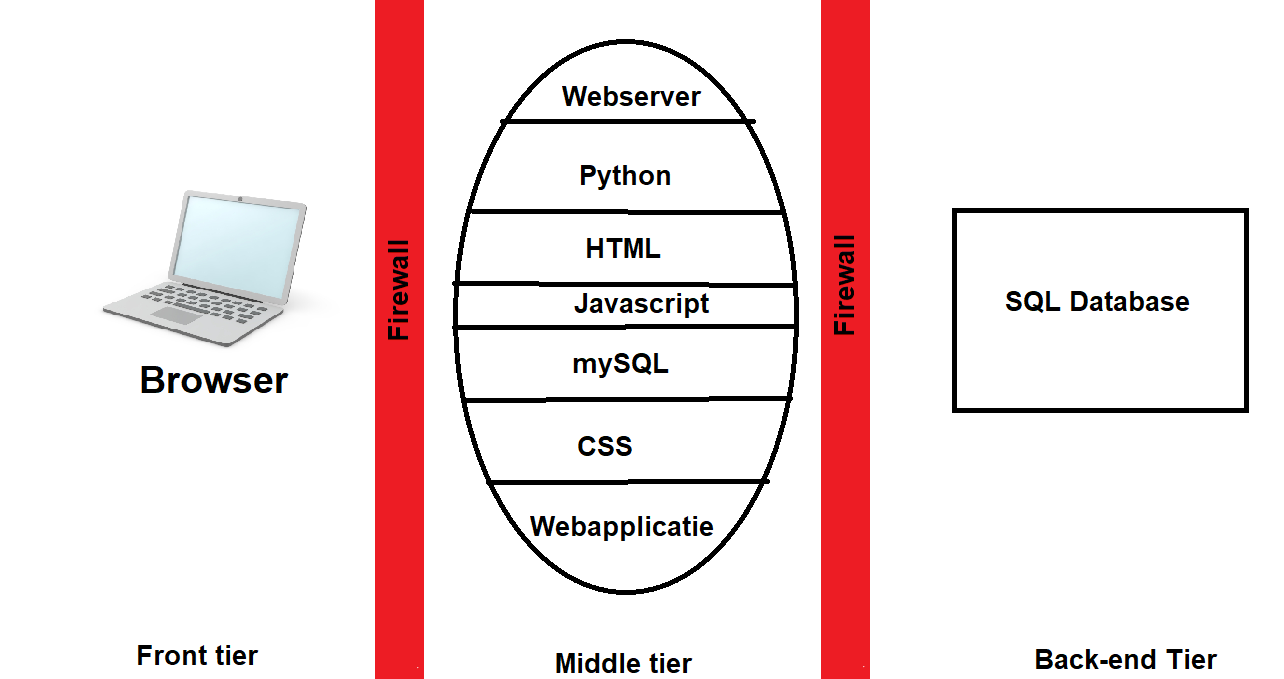 Browser
Front tier
Firewall
Webserver
Python
HTML
Javascript
mySQL
CSS
Webapplicatie
Middle tier
Firewall
SQL Database
Back-end Tier